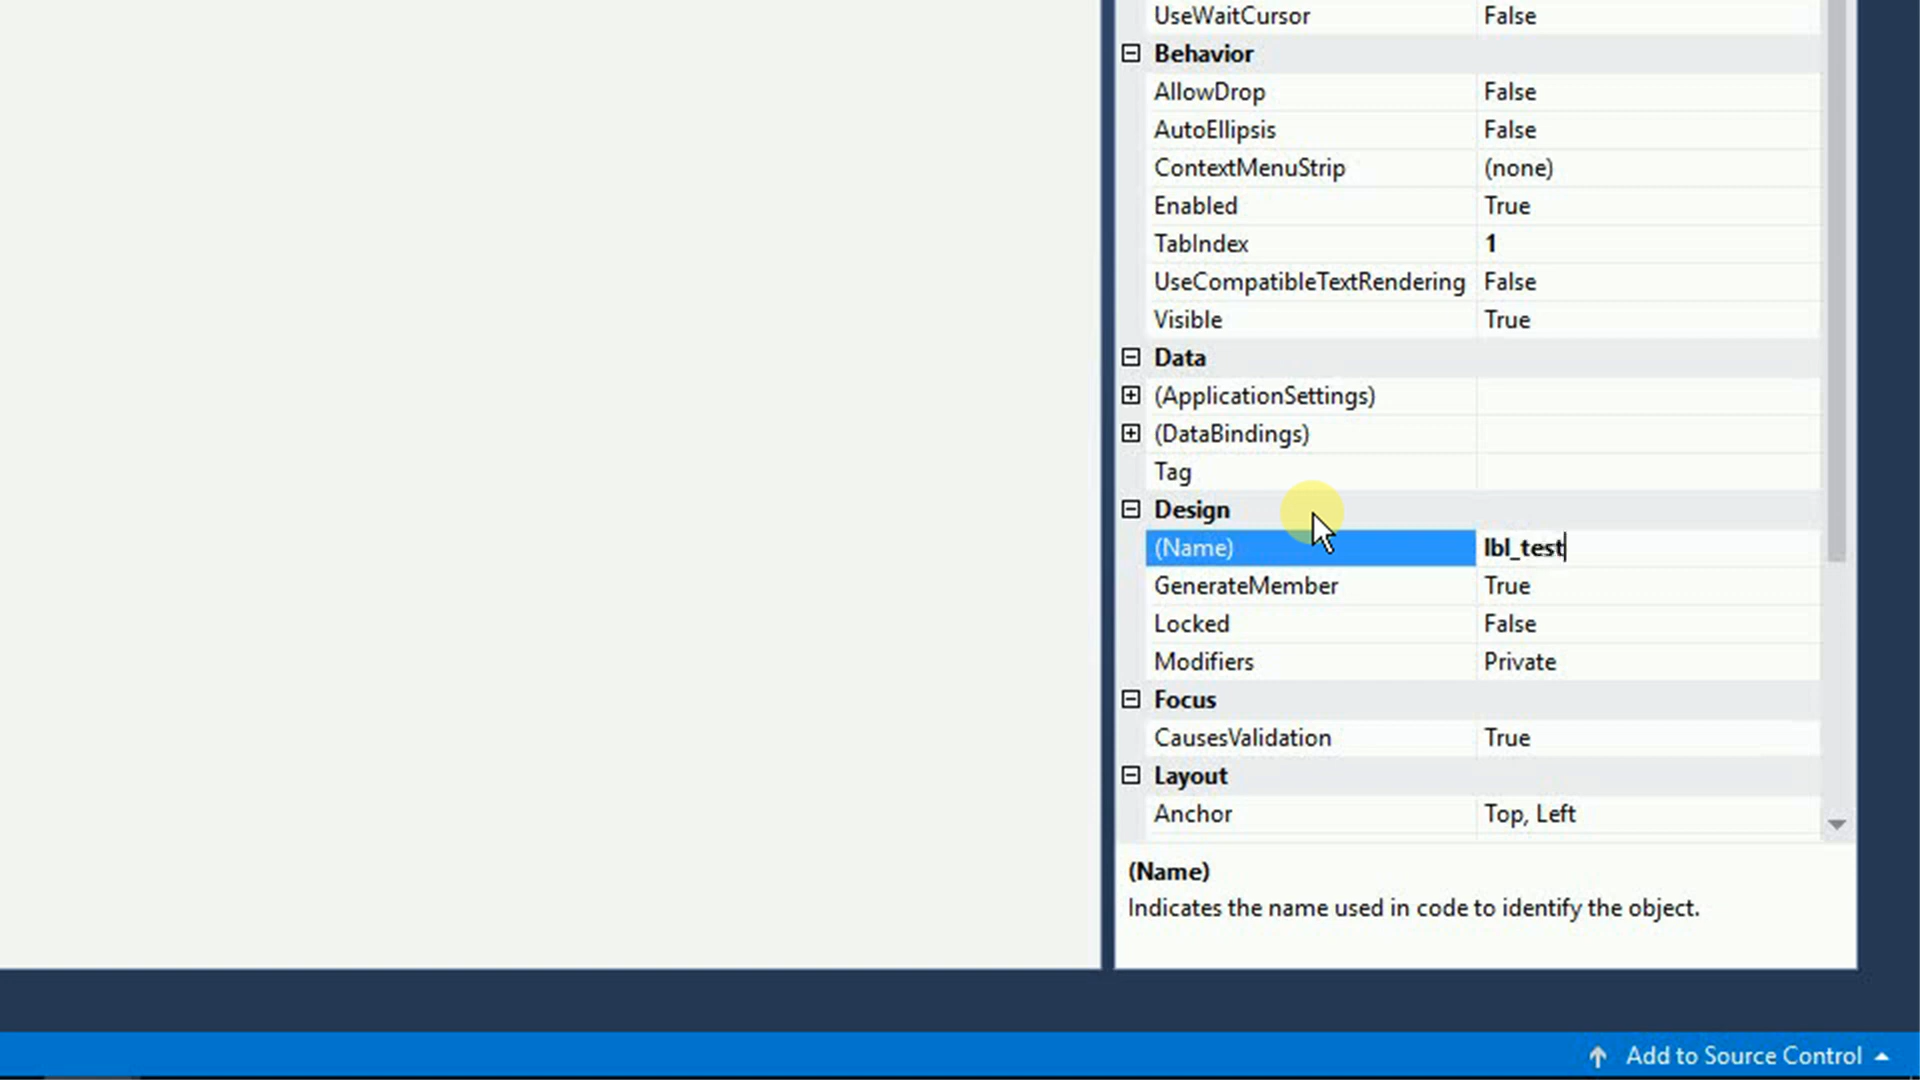 UseWaitCursor False
Behavior
AllowDrop False
AutoEllipsis False
ContextMenuStrip (none)
Enabled True
TabIndex 1
UseCompatibleTextRendering False
Visible True
Data
(ApplicationSettings)
(DataBindings)
Tag
Design
(Name) lbl_test
GenerateMember True
Locked False
Modifiers Private
Focus
CausesValidation True
Layout
Anchor Top, Left
(Name)
Indicates the name used in code to identify the object.
Add to Source Control